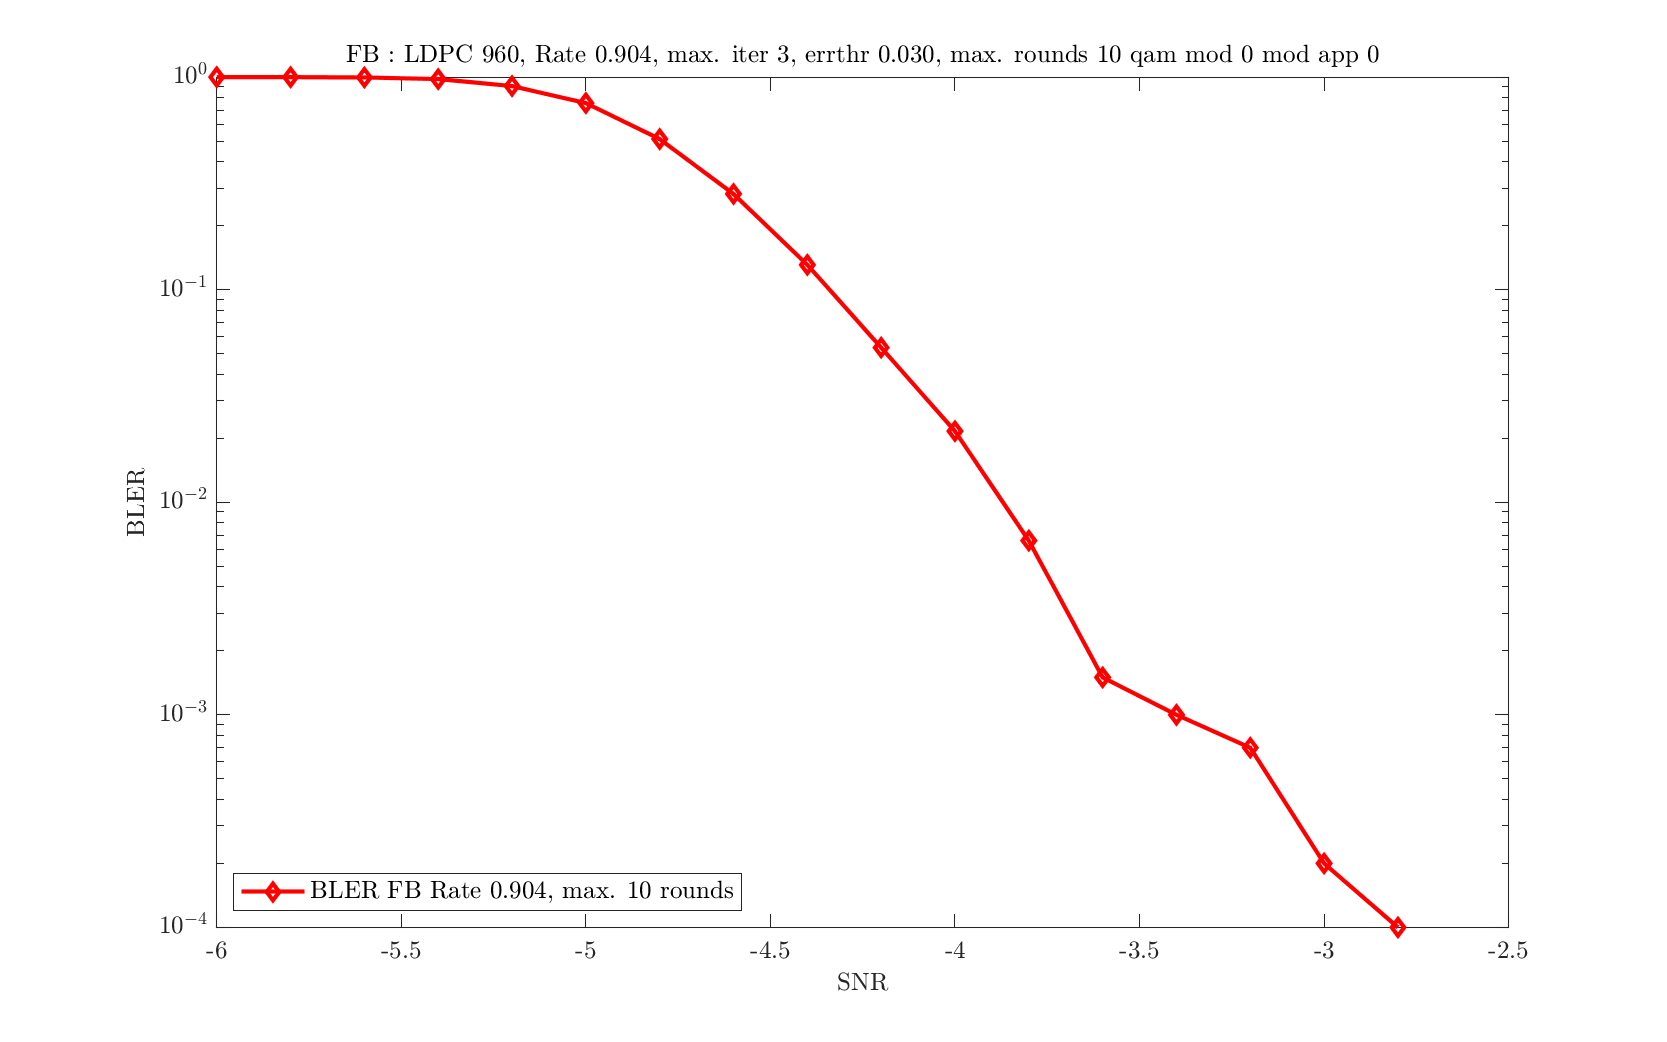 FB : LDPC 960, Rate 0.904, max. iter 3, errthr 0.030, max. rounds 10 qam mod 0 mod app 0
10^0
10^{-1}
10^{-2}
10^{-3}
10^{-4}
BLER
BLER FB Rate 0.904, max. 10 rounds
-6 -5.5 -5 -4.5 -4 -3.5 -3 -2.5
SNR